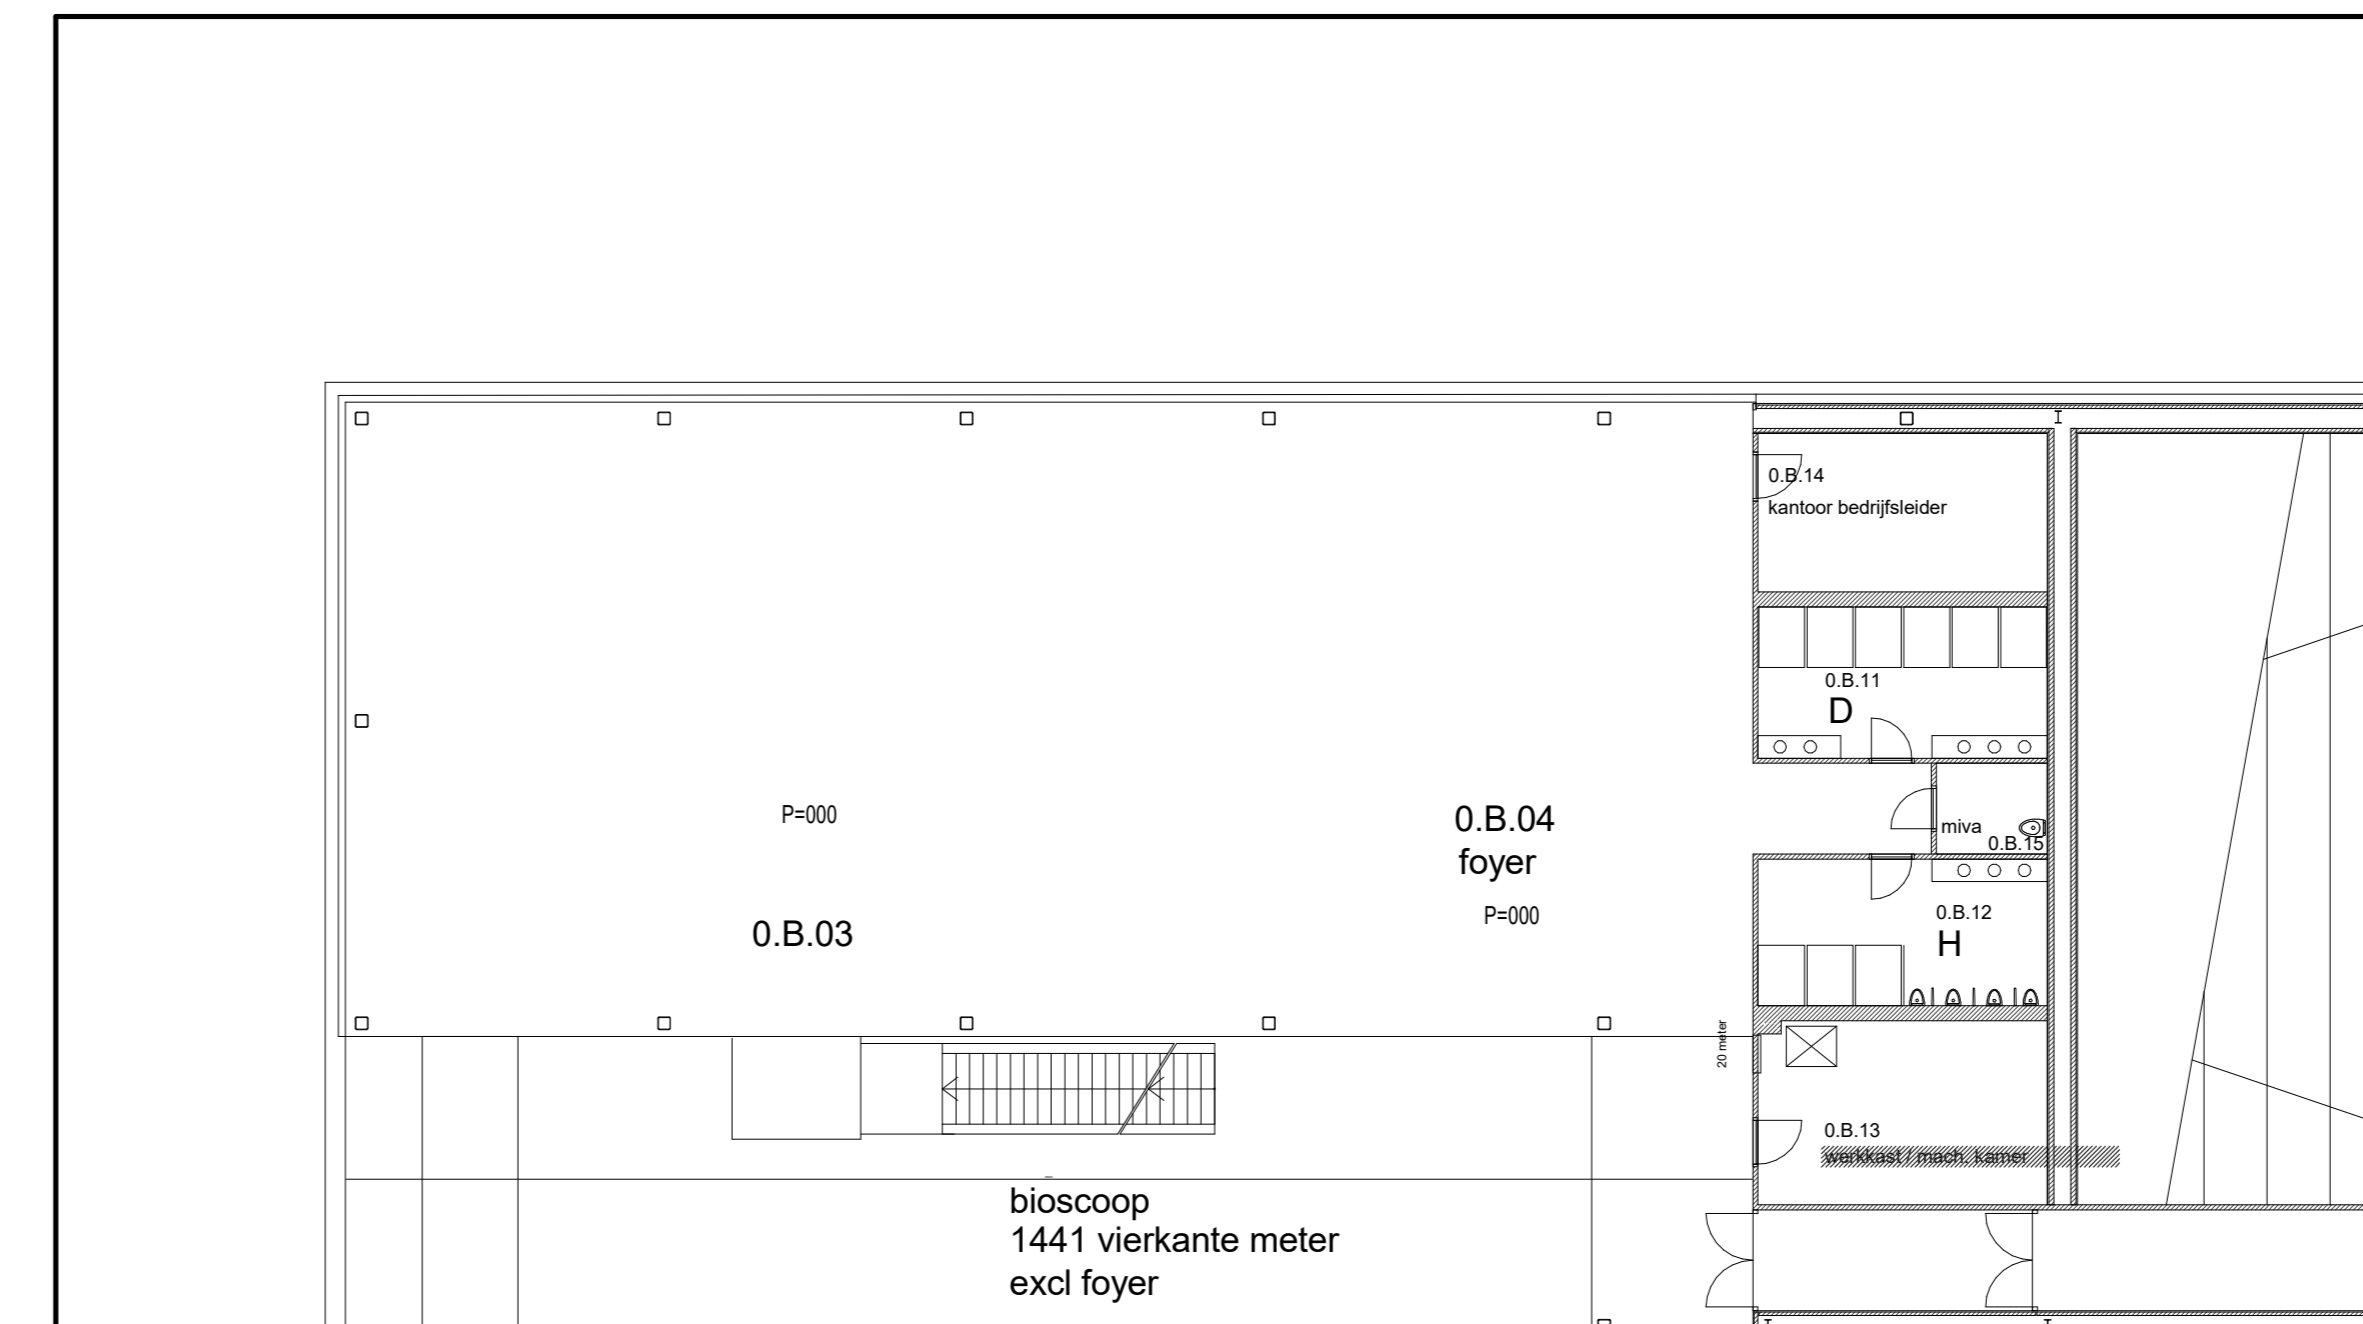 0.B.14
kantoor bedrijfsleider
0.B.11
D
P=000
0.B.04
foyer
miva
0.B.15
P=000
0.B.03
0.B.12
H
20 meter
0.B.13
werkkast / mach. kamer
bioscoop
1441 vierkante meter
excl foyer